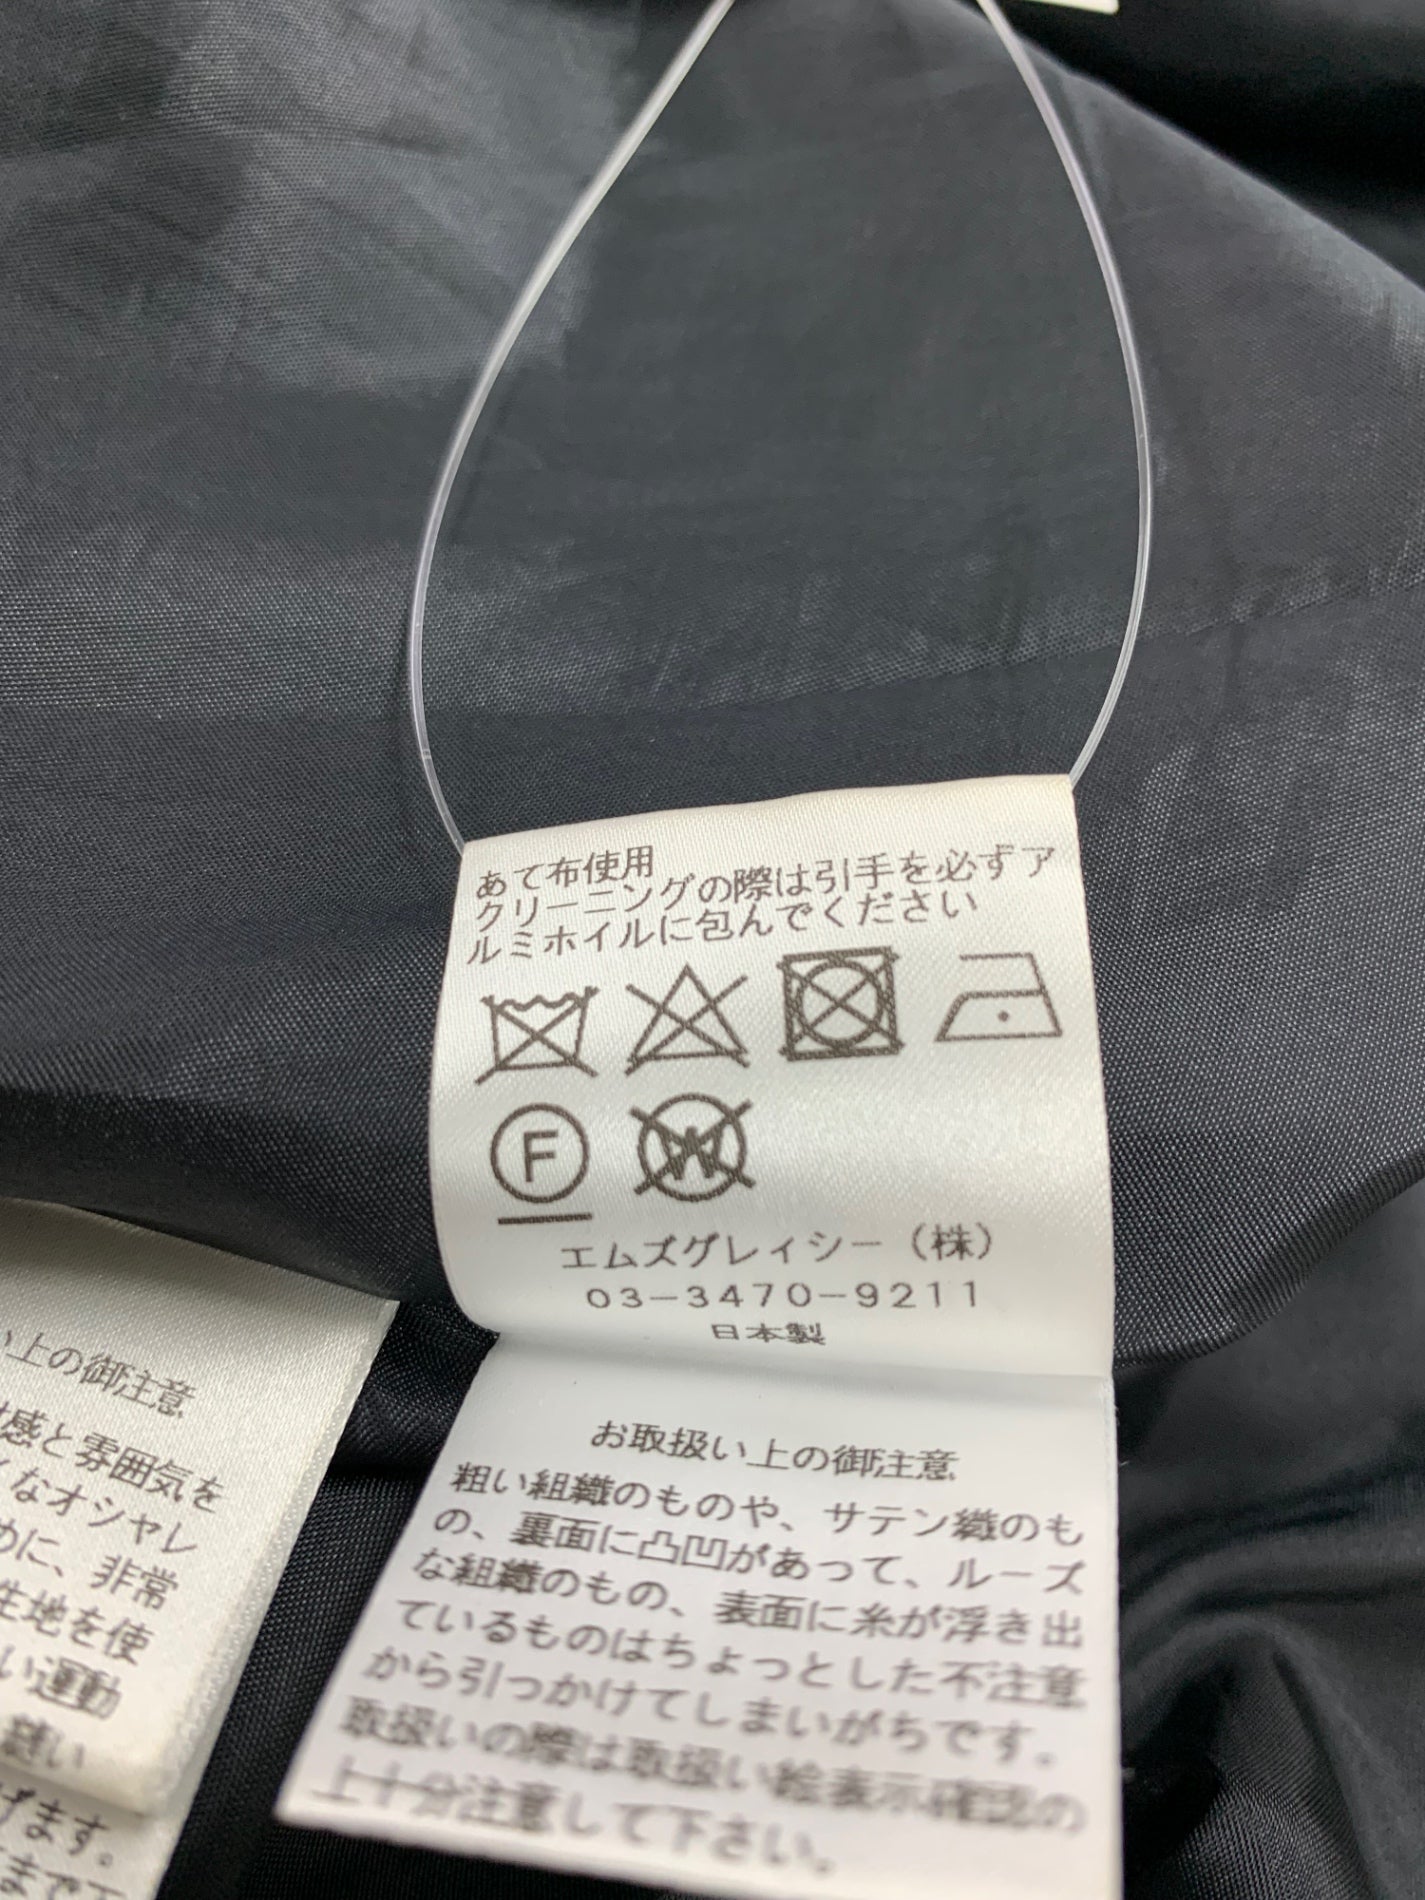 あて布使用
クリーニングの際は引手を必ずア
ルミホイルに包んでください
F
W
エムズグレィシー（株）
03-3470-9211
日本製
お取扱い上の御注意
粗い組織のものや、サテン織のも
の、裏面に凸凹があって、ルーズ
な組織のもの、表面に糸が浮き出
ているものはちょっとした不注意
から引っかけてしまいがちです。
取扱いの際は取扱い絵表示確認の
上十分注意して下さい。
い上の御注意
感と雰囲気を
なオシャレ
めに、非常
生地を使
い運動
縫い
げます。